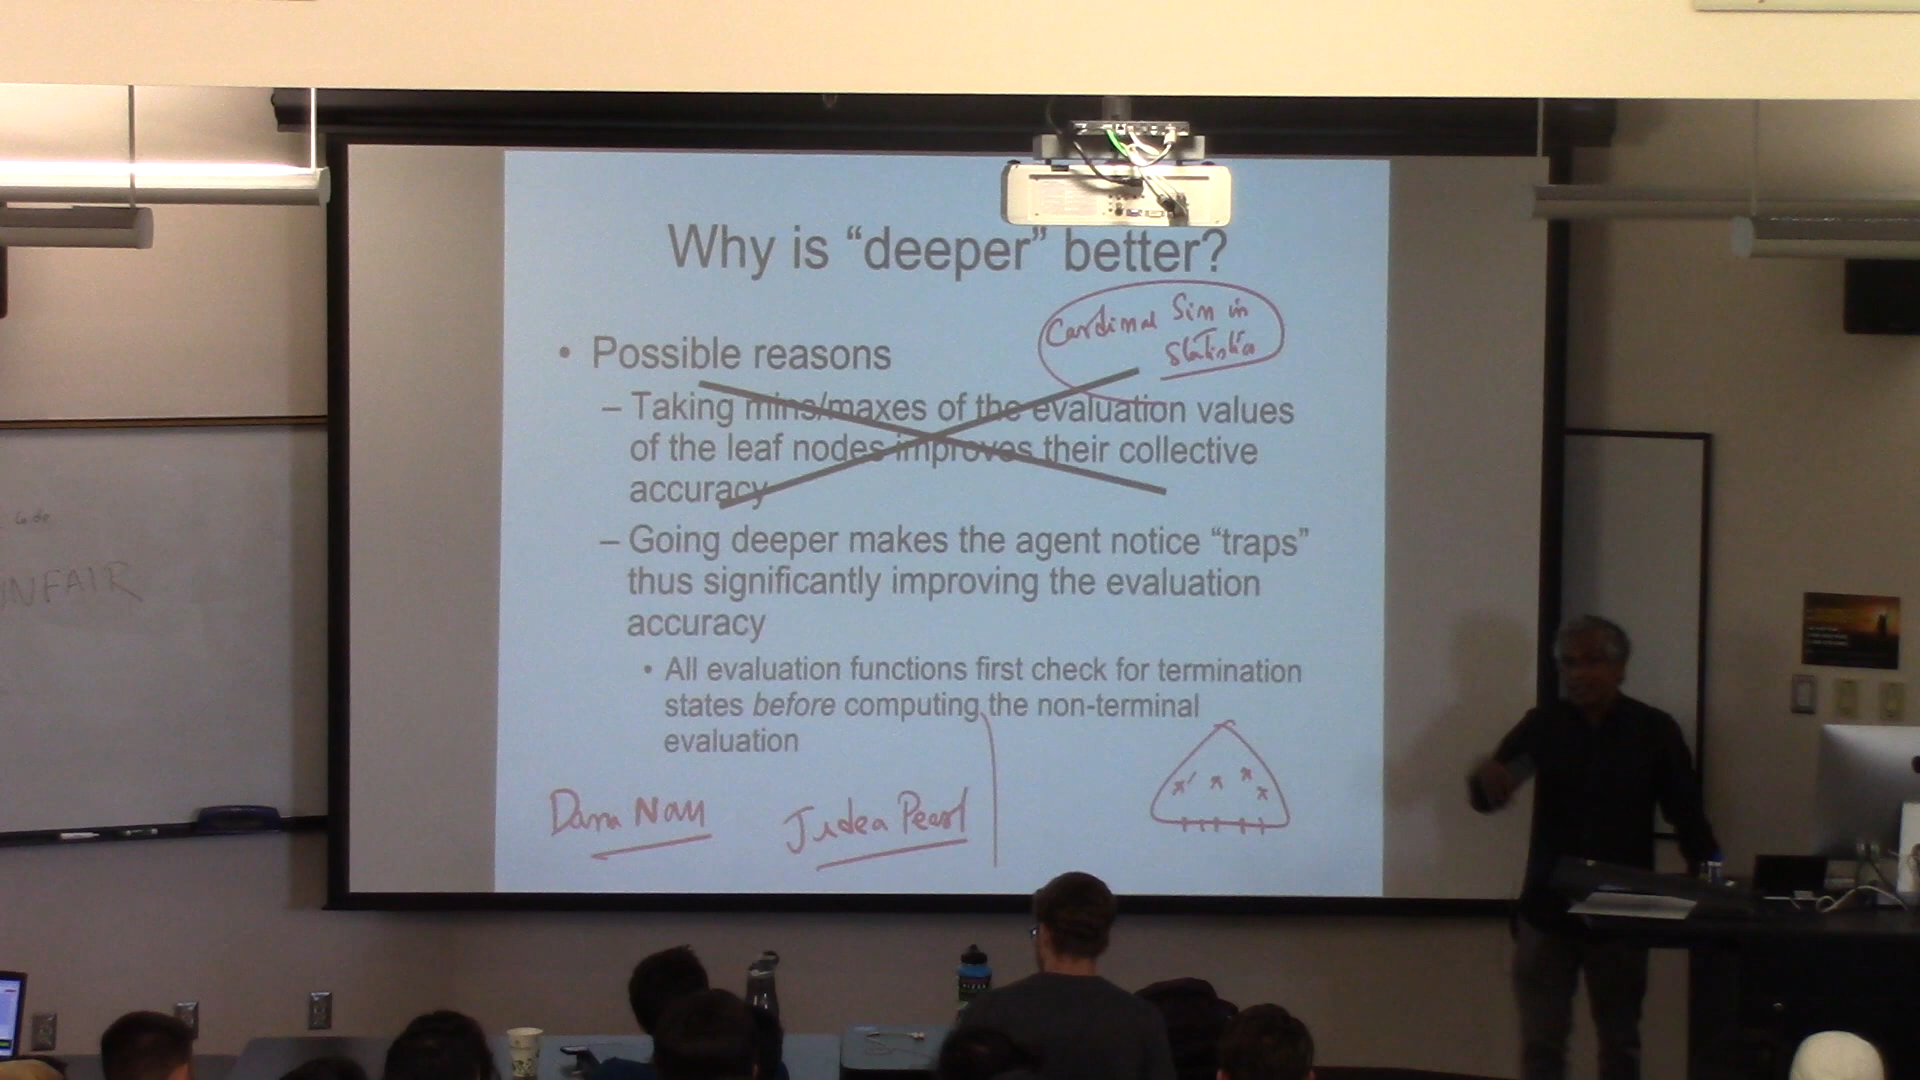 Why is “deeper” better?
Cardinal Sin in
Statistics
• Possible reasons
– Taking mins/maxes of the evaluation values
of the leaf nodes improves their collective
accuracy
– Going deeper makes the agent notice “traps”
thus significantly improving the evaluation
accuracy
• All evaluation functions first check for termination
states before computing the non-terminal
evaluation
Dana Nau
Judea Pearl
Code
UNFAIR